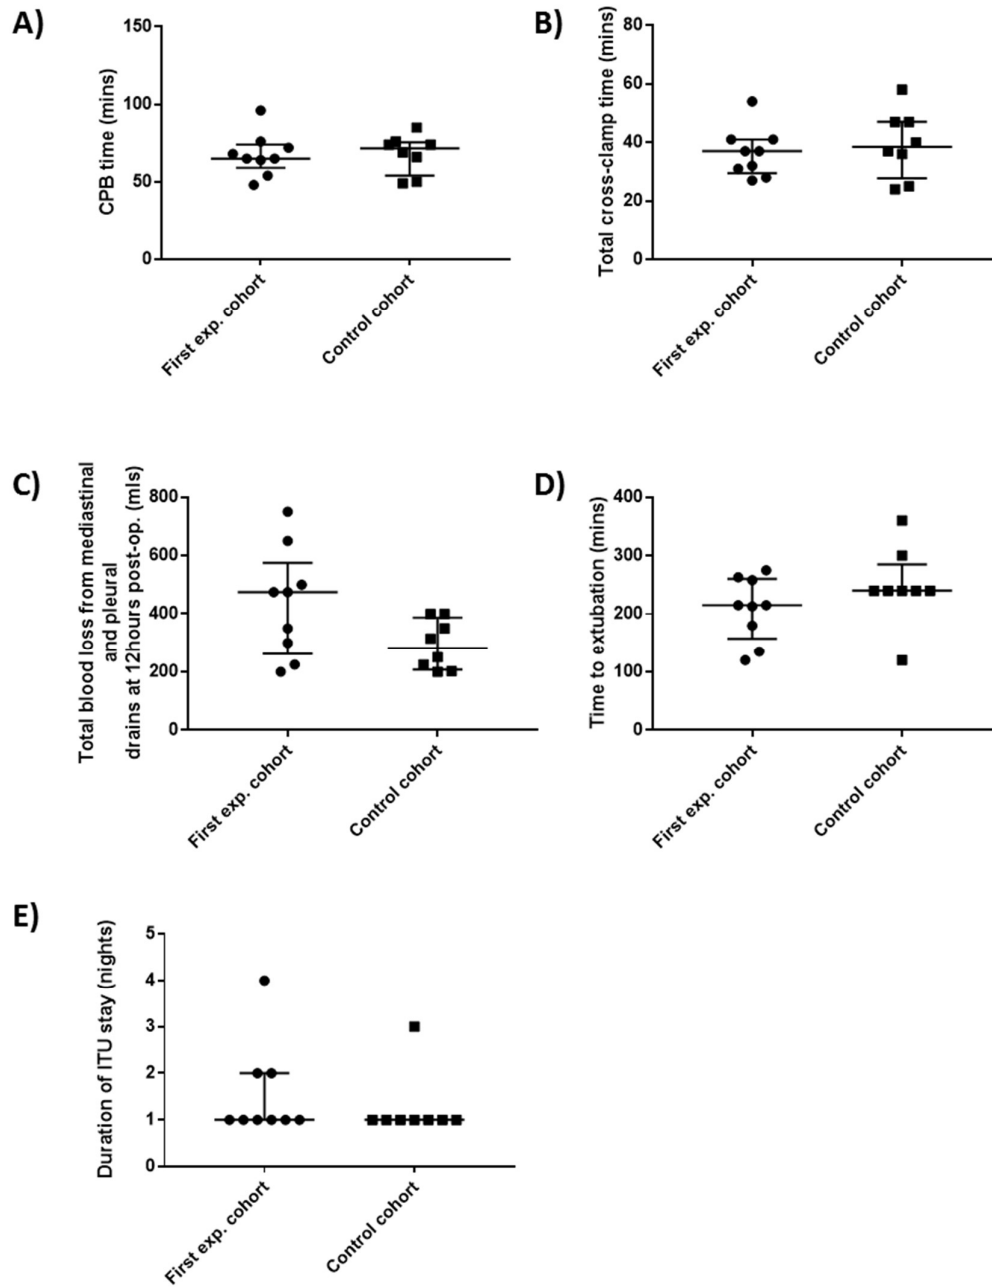 A)
CPB time (mins)
150
100
50
0
First exp. cohort
Control cohort
B)
Total cross-clamp time (mins)
80
60
40
20
0
First exp. cohort
Control cohort
C)
Total blood loss from mediastinal
and pleural
drains at 12hours post-op. (mls)
800
600
400
200
0
First exp. cohort
Control cohort
D)
Time to extubation (mins)
400
300
200
100
0
First exp. cohort
Control cohort
E)
Duration of ITU stay (nights)
5
4
3
2
1
0
First exp. cohort
Control cohort